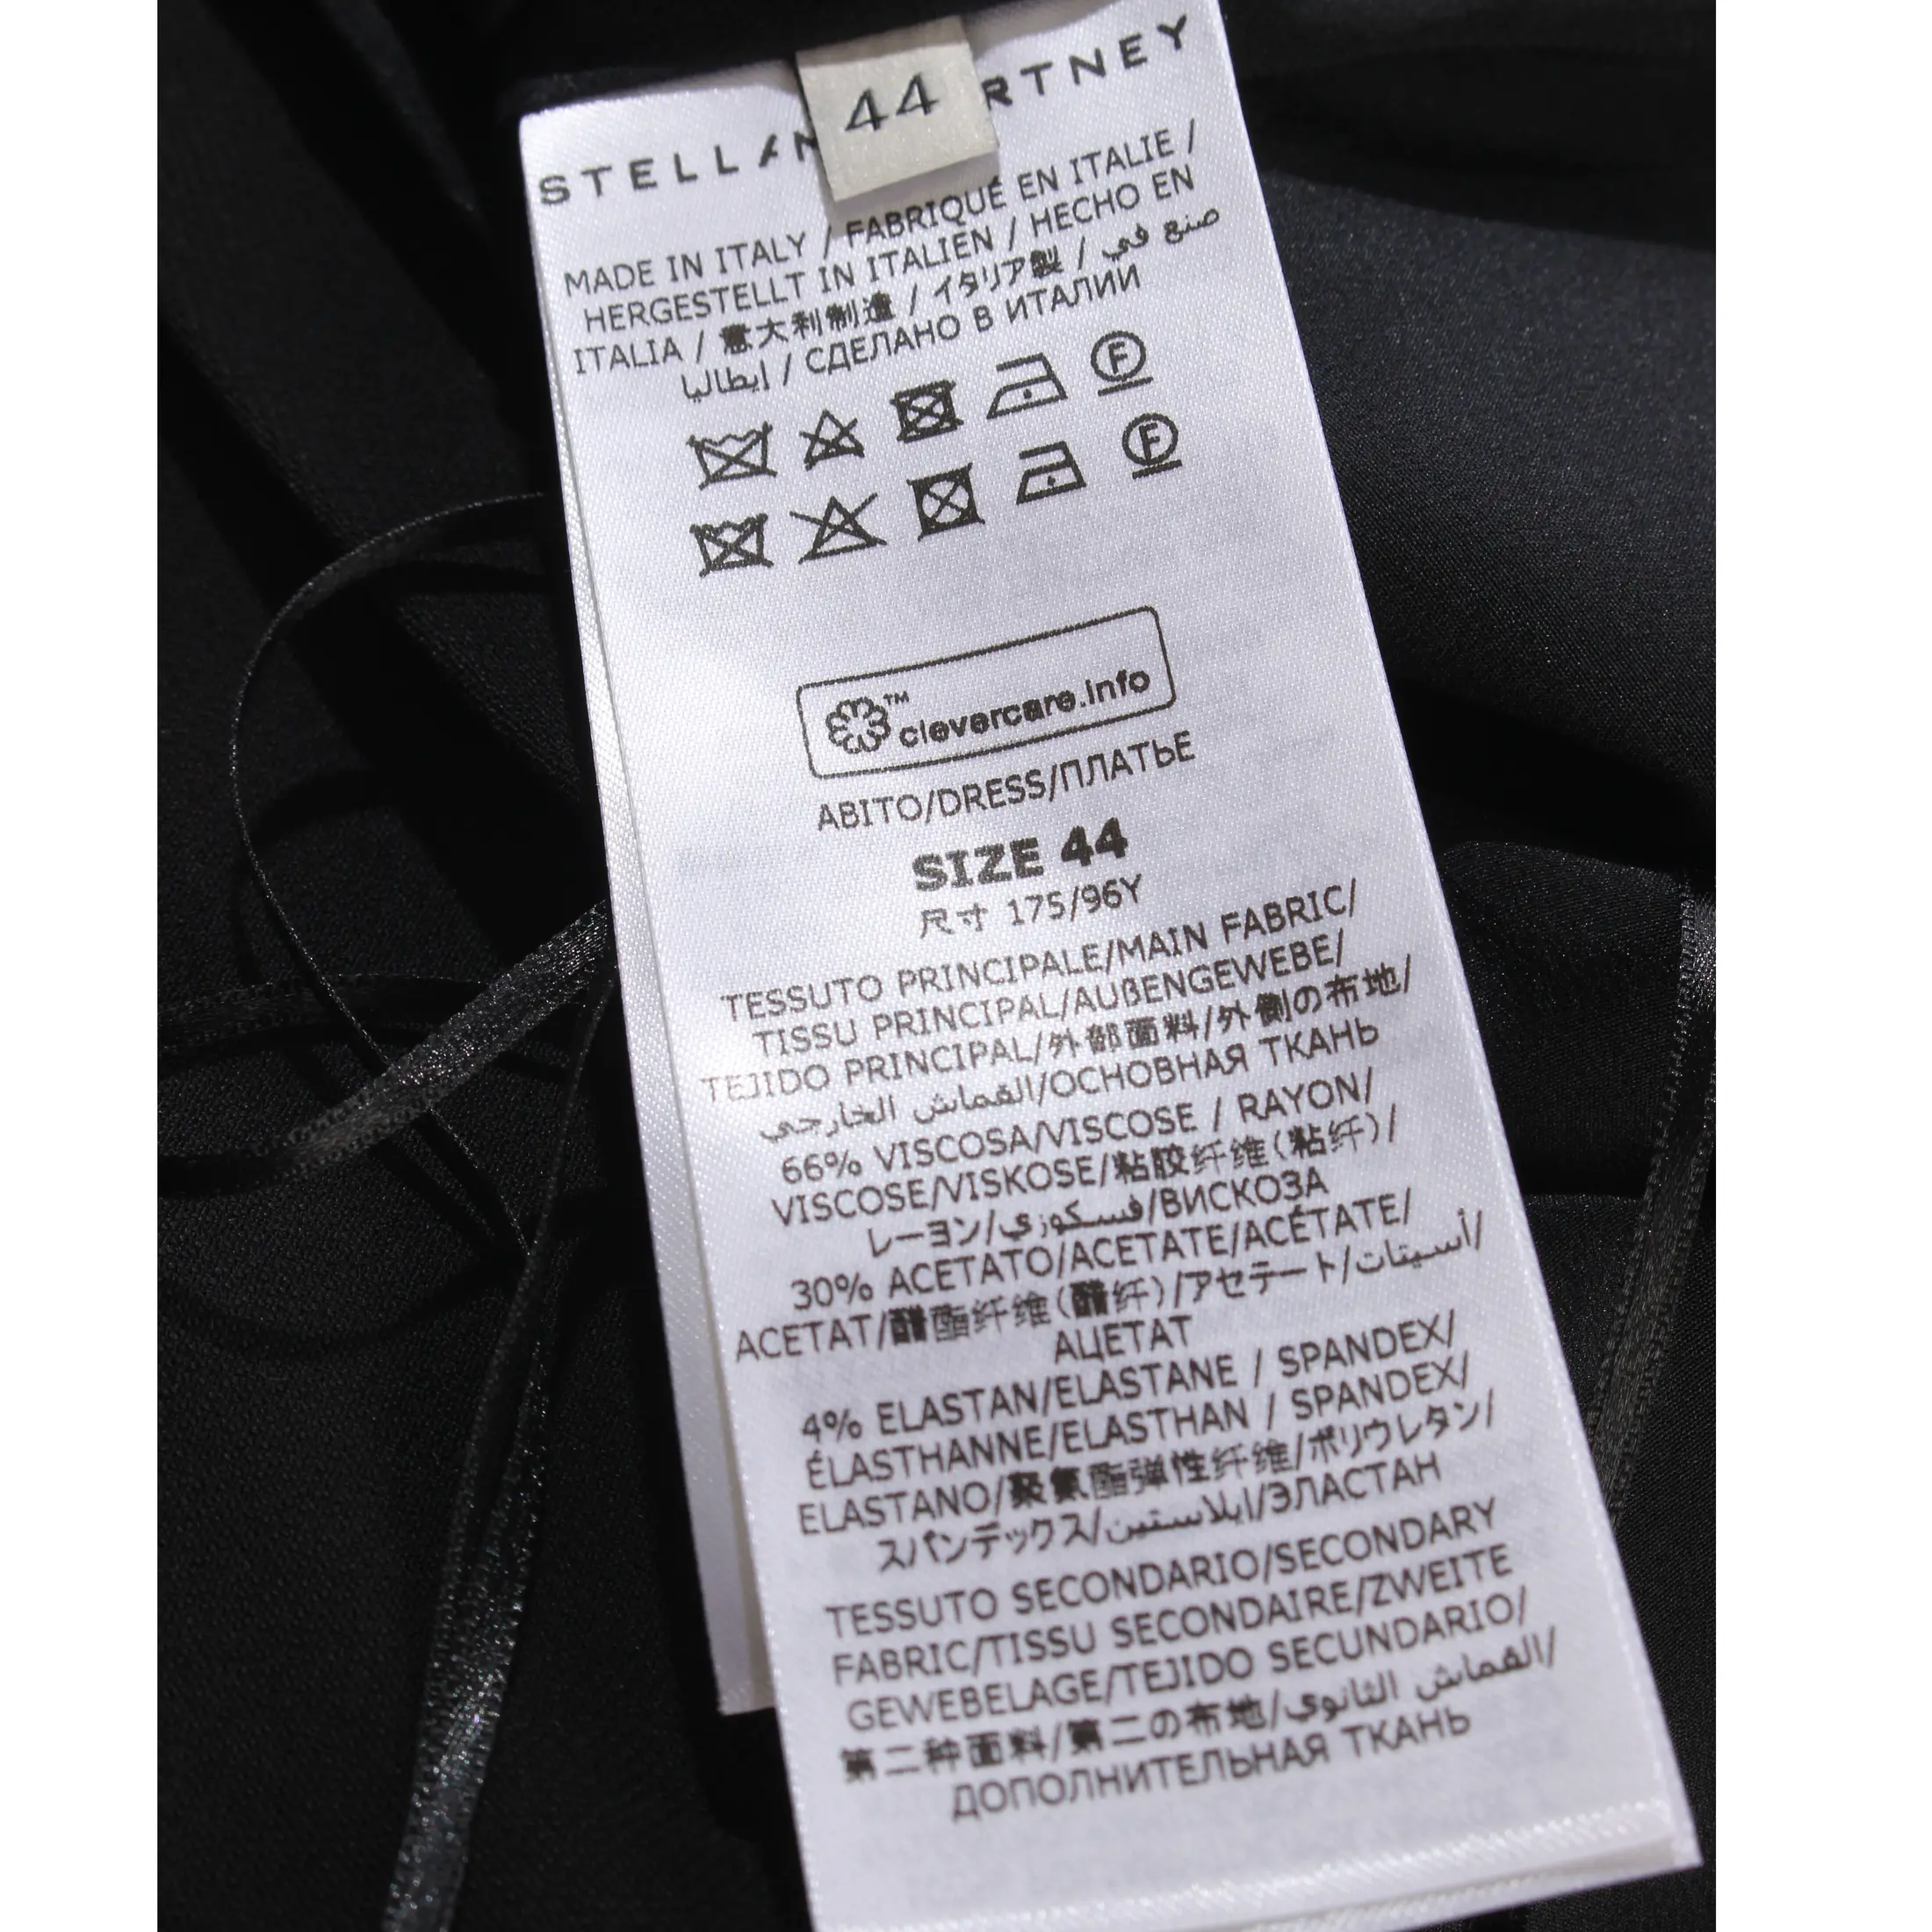 44
STELLA RTNEY
MADE IN ITALY / FABRIQUÉ EN ITALIE /
HERGESTELLT IN ITALIEN / HECHO EN
ITALIA / 意大利制造 / イタリア製 / صنع في
إيطاليا / СДЕЛАНО В ИТАЛИИ
F
F
™ clevercare.info
ABITO/DRESS/ПЛАТЬЕ
SIZE 44
尺寸 175/96Y
TESSUTO PRINCIPALE/MAIN FABRIC/
TISSU PRINCIPAL/AUßENGEWEBE/
TEJIDO PRINCIPAL/外部面料/外側の布地/
القماش الخارجي/ОСНОВНАЯ ТКАНЬ
66% VISCOSA/VISCOSE / RAYON/
VISCOSE/VISKOSE/粘胶纤维(粘纤)/
レーヨン/فسكوزي/ВИСКОЗА
30% ACETATO/ACETATE/ACÉTATE/
ACETAT/醋酯纤维(醋纤)/アセテート/أسيتات/
АЦЕТАТ
4% ELASTAN/ELASTANE / SPANDEX/
ÉLASTHANNE/ELASTHAN / SPANDEX/
ELASTANO/聚氨酯弹性纤维/ポリウレタン/
スパンデックス/إيلاستين/ЭЛАСТАН
TESSUTO SECONDARIO/SECONDARY
FABRIC/TISSU SECONDAIRE/ZWEITE
GEWEBELAGE/TEJIDO SECUNDARIO/
第二种面料/第二の布地/القماش الثانوي/
ДОПОЛНИТЕЛЬНАЯ ТКАНЬ